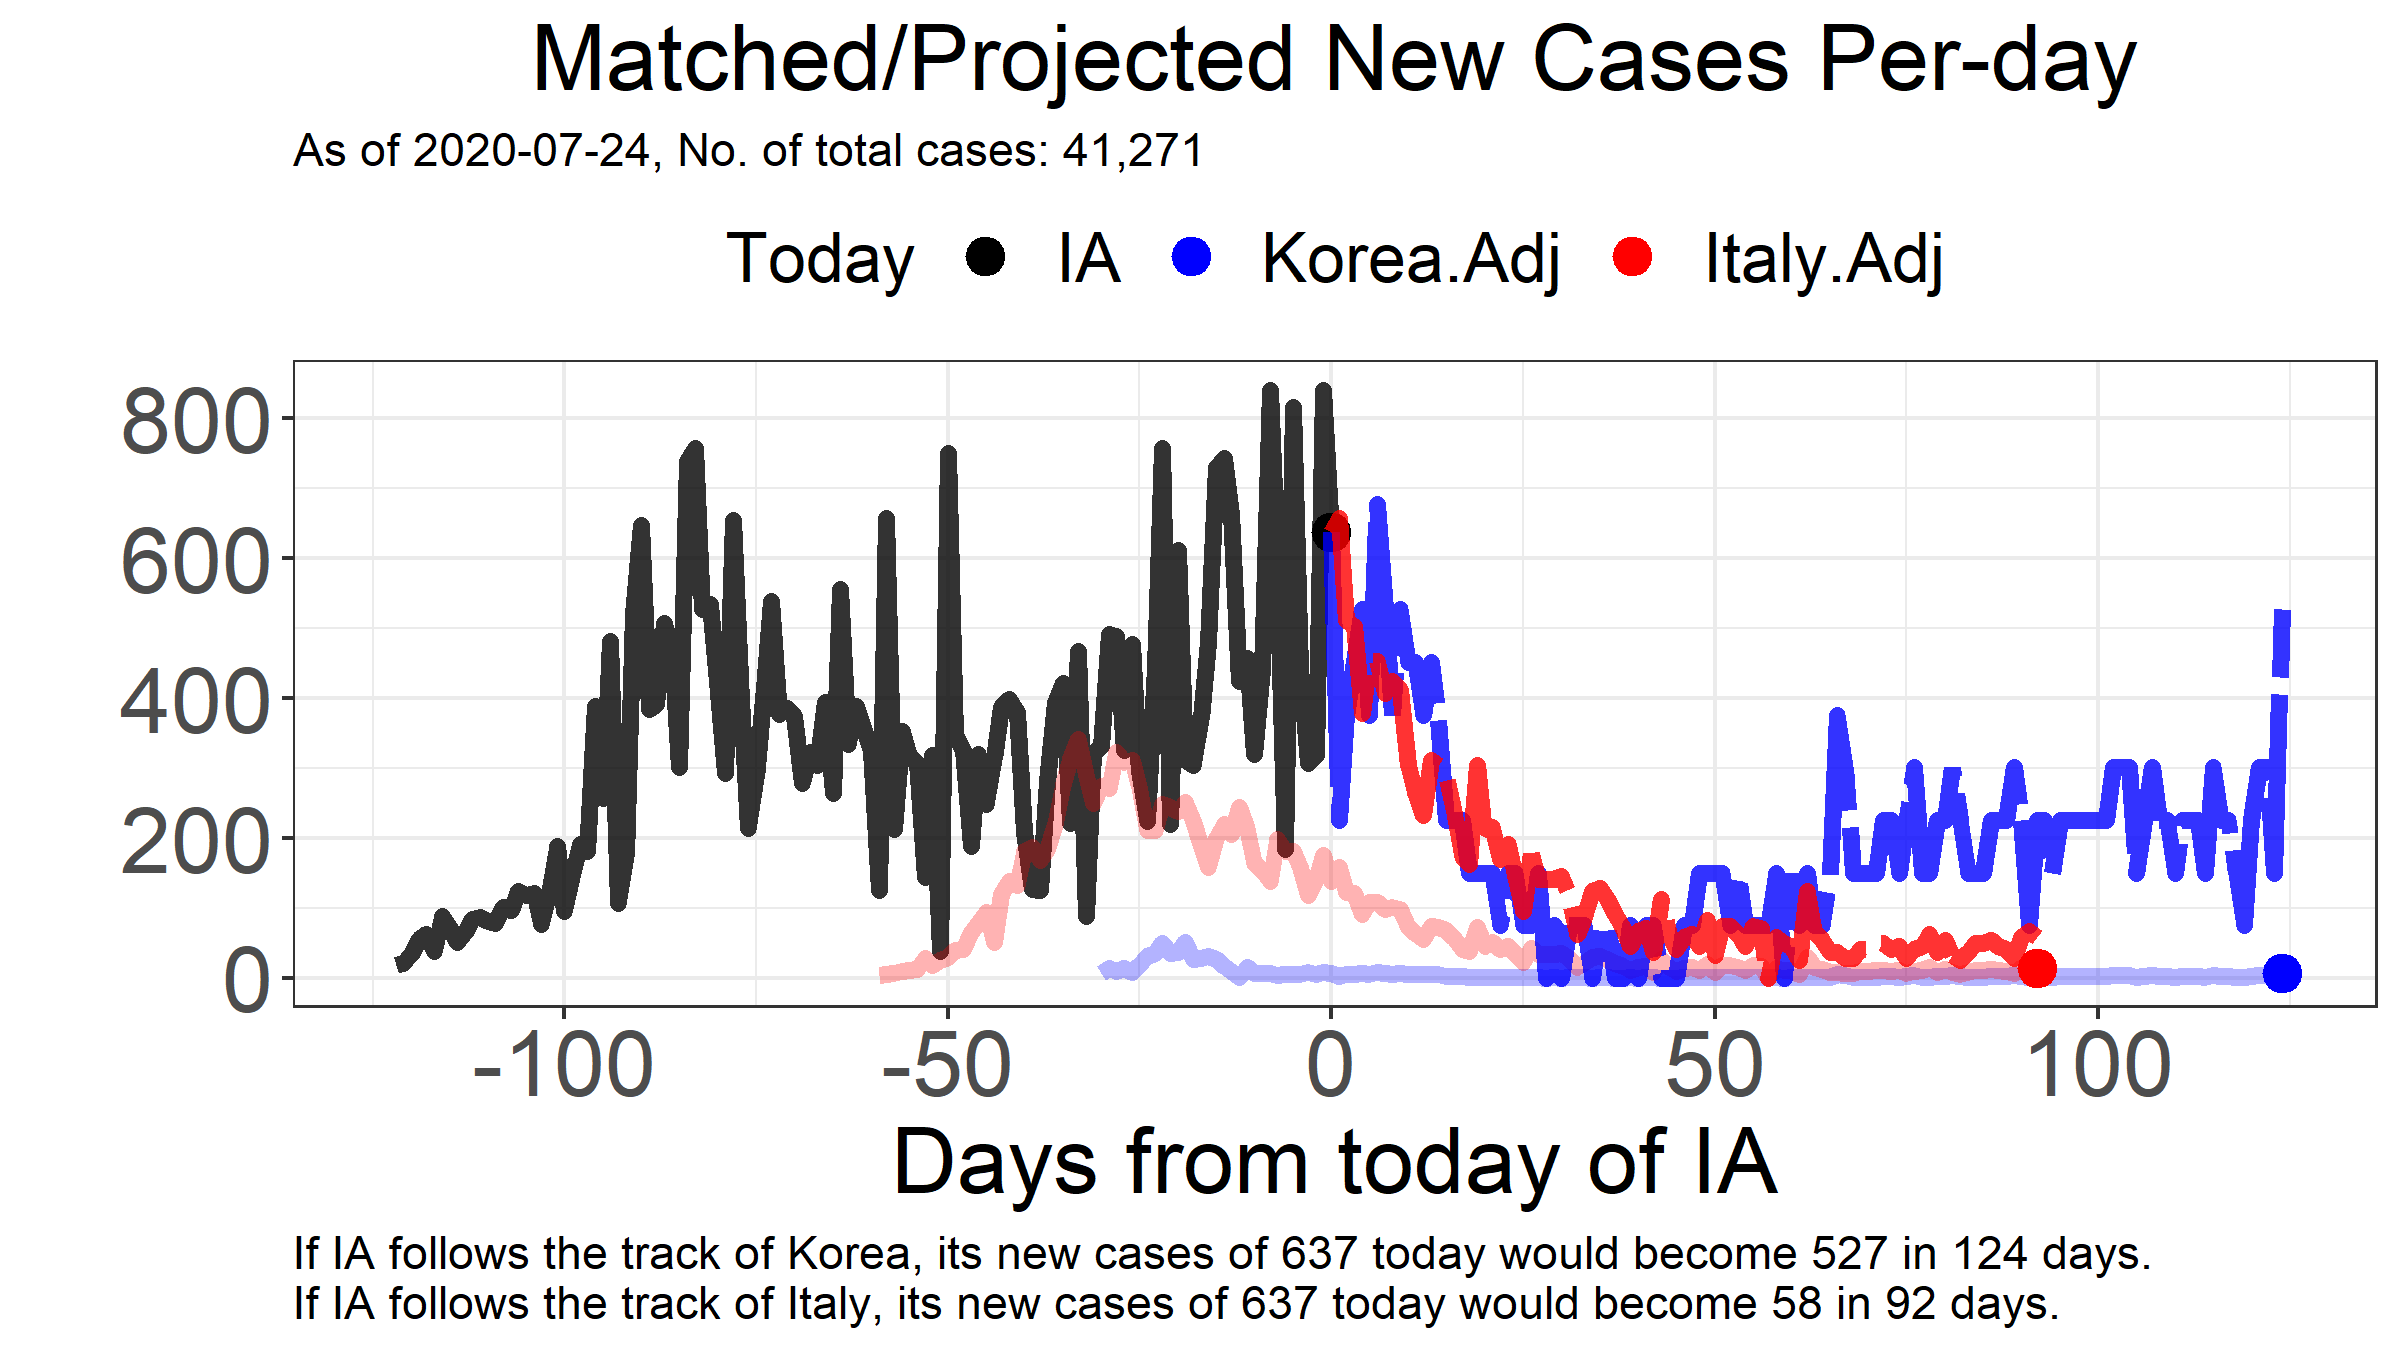 Matched/Projected New Cases Per-day
As of 2020-07-24, No. of total cases: 41,271
Today IA Korea.Adj Italy.Adj
800
600
400
200
0
-100 -50 0 50 100
Days from today of IA
If IA follows the track of Korea, its new cases of 637 today would become 527 in 124 days.
If IA follows the track of Italy, its new cases of 637 today would become 58 in 92 days.